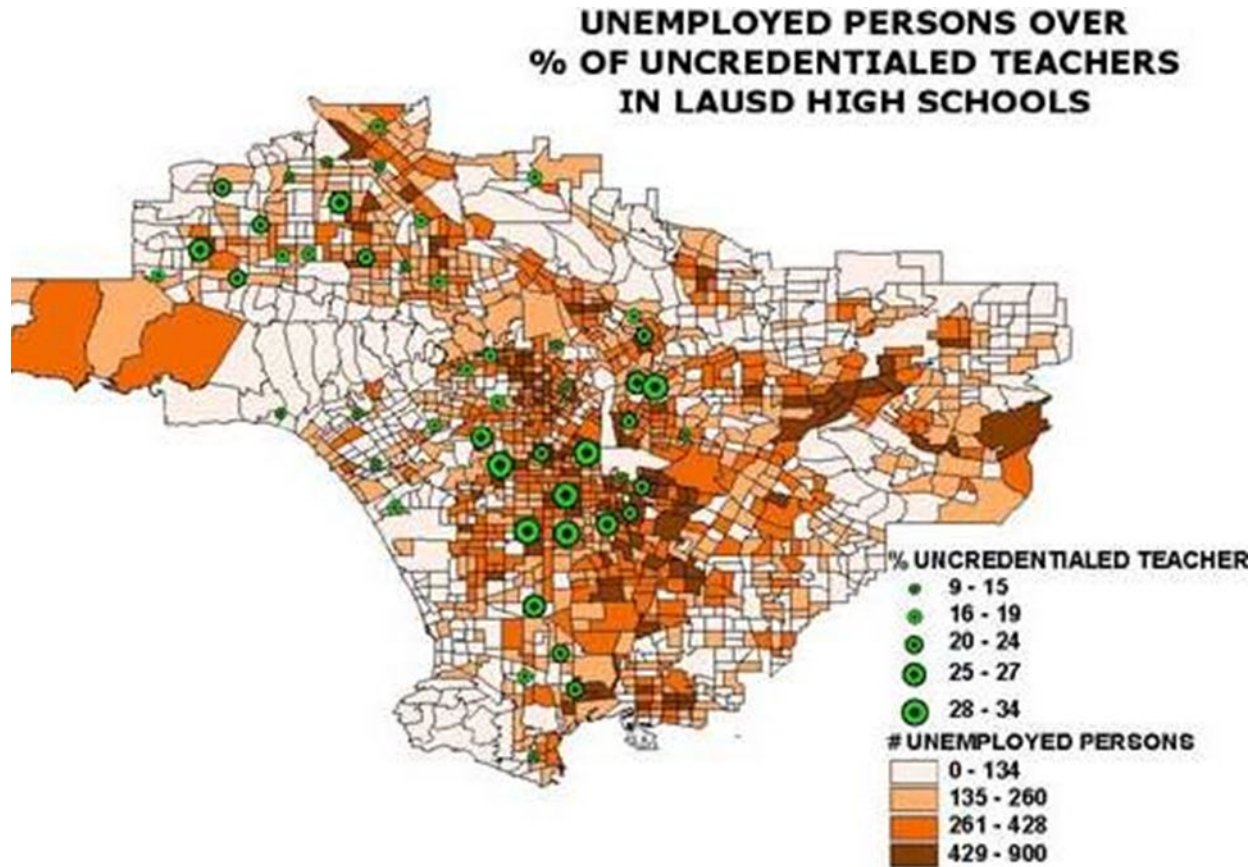 UNEMPLOYED PERSONS OVER
% OF UNCREDENTIALED TEACHERS
IN LAUSD HIGH SCHOOLS
% UNCREDENTIALED TEACHER
9 - 15
16 - 19
20 - 24
25 - 27
28 - 34
# UNEMPLOYED PERSONS
0 - 134
135 - 260
261 - 428
429 - 900